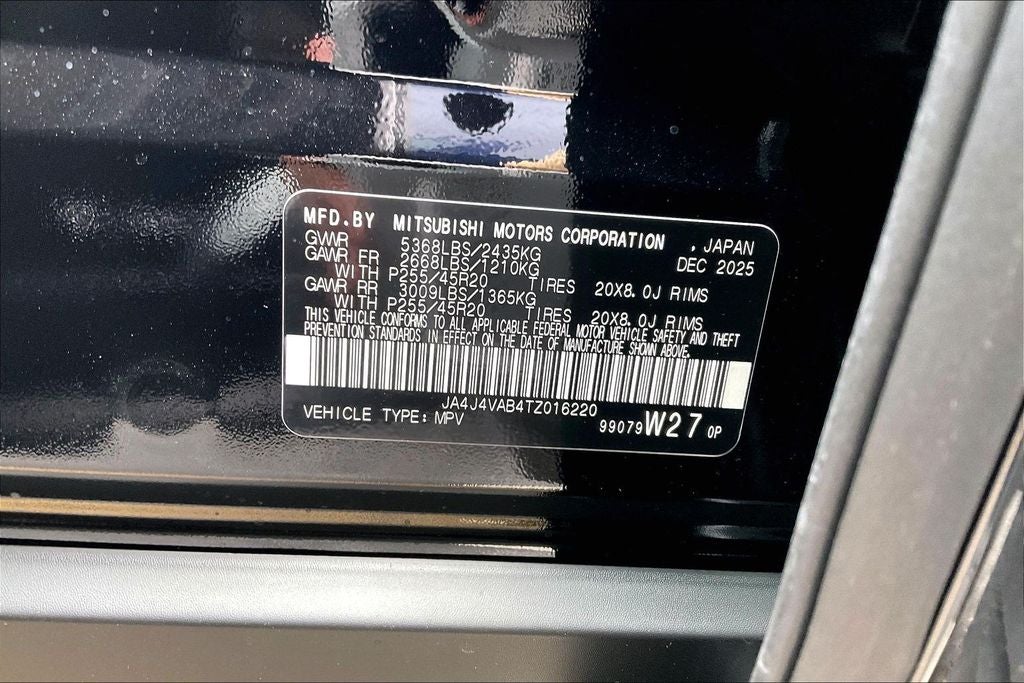 MFD.BY MITSUBISHI MOTORS CORPORATION , JAPAN
GVWR 5368LBS/2435KG DEC 2025
GAWR FR 2668LBS/1210KG
WITH P255/45R20 TIRES 20X8.0J RIMS
GAWR RR 3009LBS/1365KG
WITH P255/45R20 TIRES 20X8.0J RIMS
THIS VEHICLE CONFORMS TO ALL APPLICABLE FEDERAL MOTOR VEHICLE SAFETY AND THEFT
PREVENTION STANDARDS IN EFFECT ON THE DATE OF MANUFACTURE SHOWN ABOVE.
JA4J4VAB4TZ016220
VEHICLE TYPE: MPV 99079 W27 0P